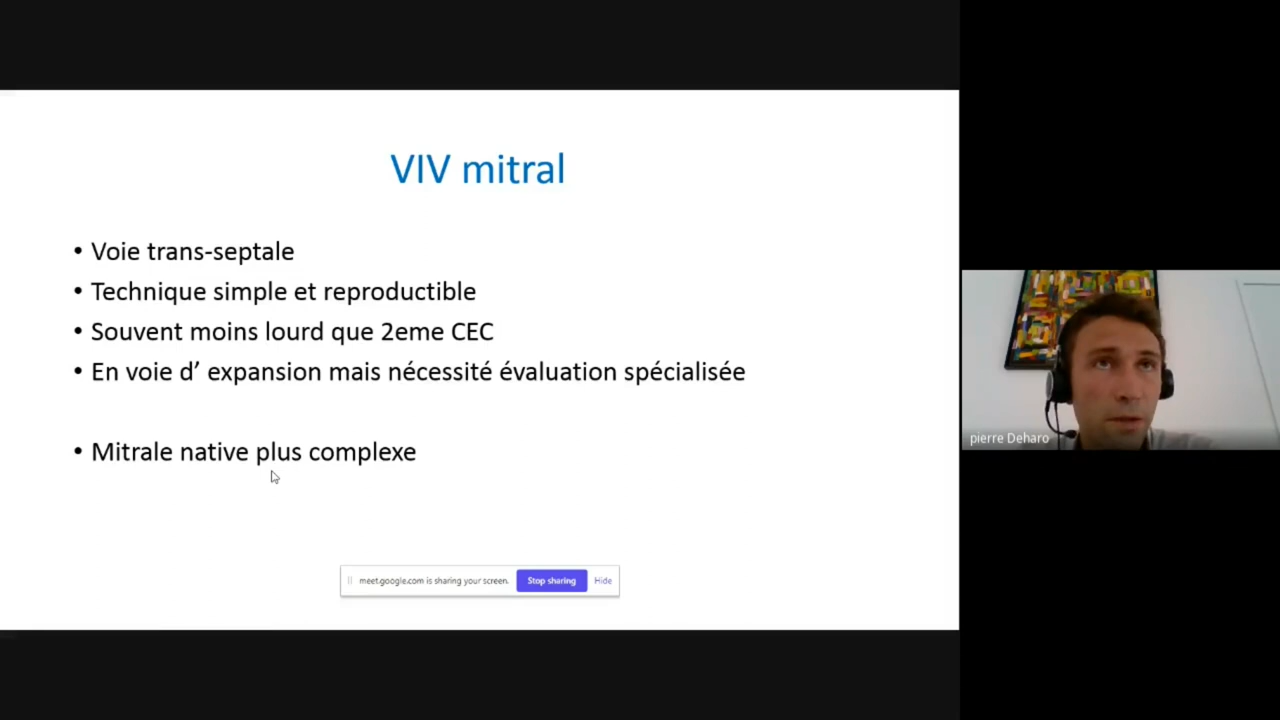 VIV mitral
• Voie trans-septale
• Technique simple et reproductible
• Souvent moins lourd que 2eme CEC
• En voie d’ expansion mais nécessité évaluation spécialisée
• Mitrale native plus complexe
meet.google.com is sharing your screen. Stop sharing Hide
pierre Deharo